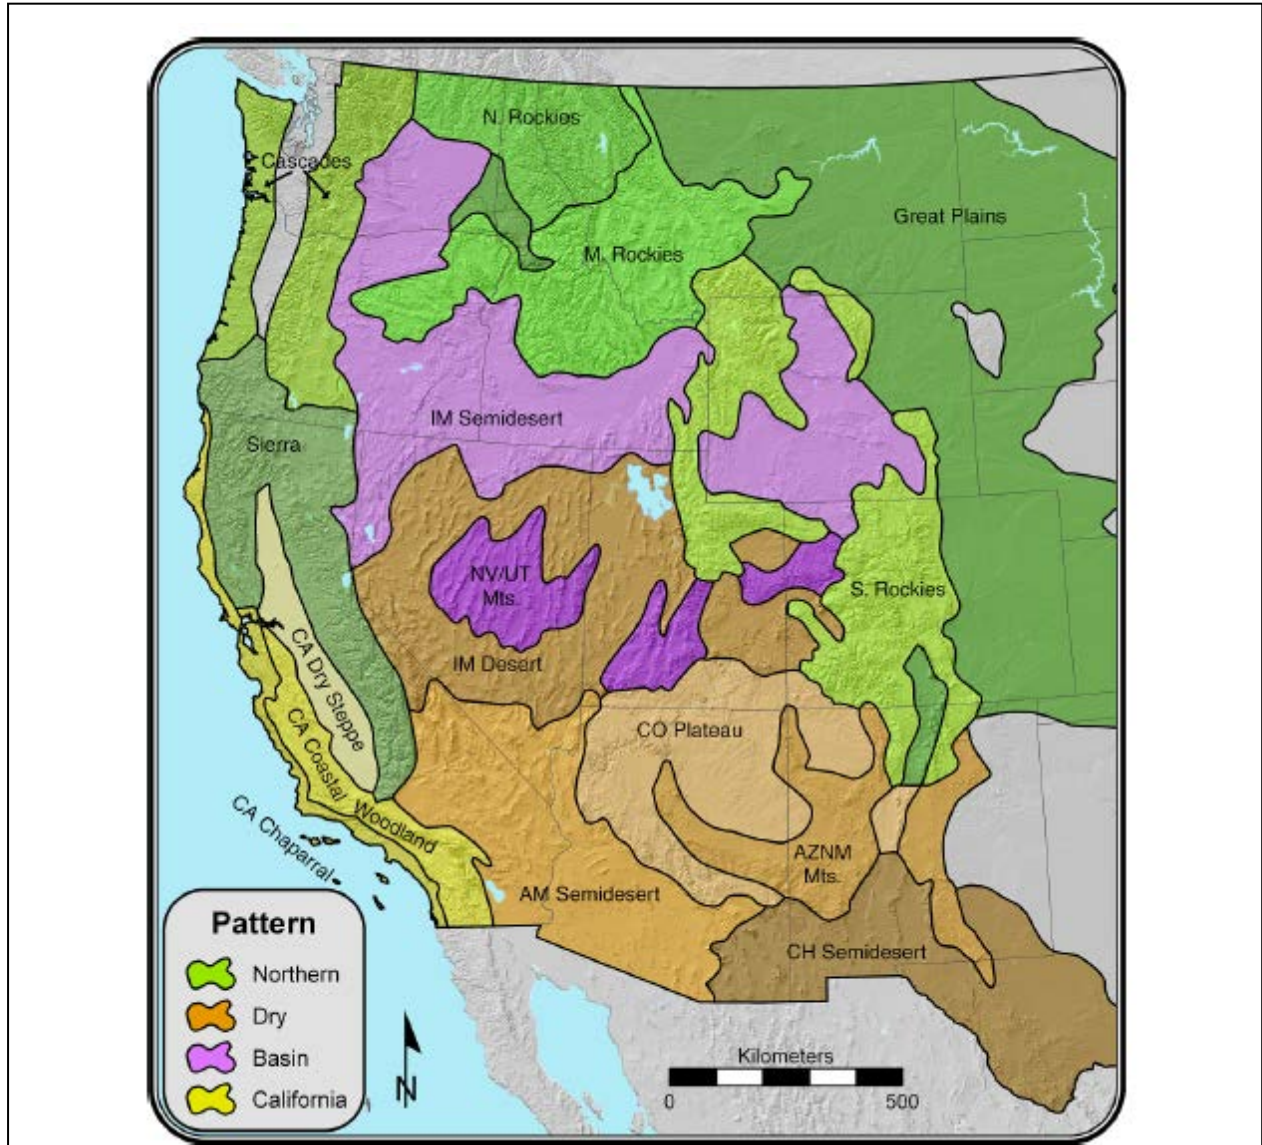 N. Rockies
Cascades
Great Plains
M. Rockies
IM Semidesert
Sierra
NV/UT
Mts.
S. Rockies
IM Desert
CA Dry Steppe
CO Plateau
CA Coastal Woodland
CA Chaparral
AZNM
Mts.
AM Semidesert
CH Semidesert
Pattern
Northern
Dry
Basin
California
N
Kilometers
0 500